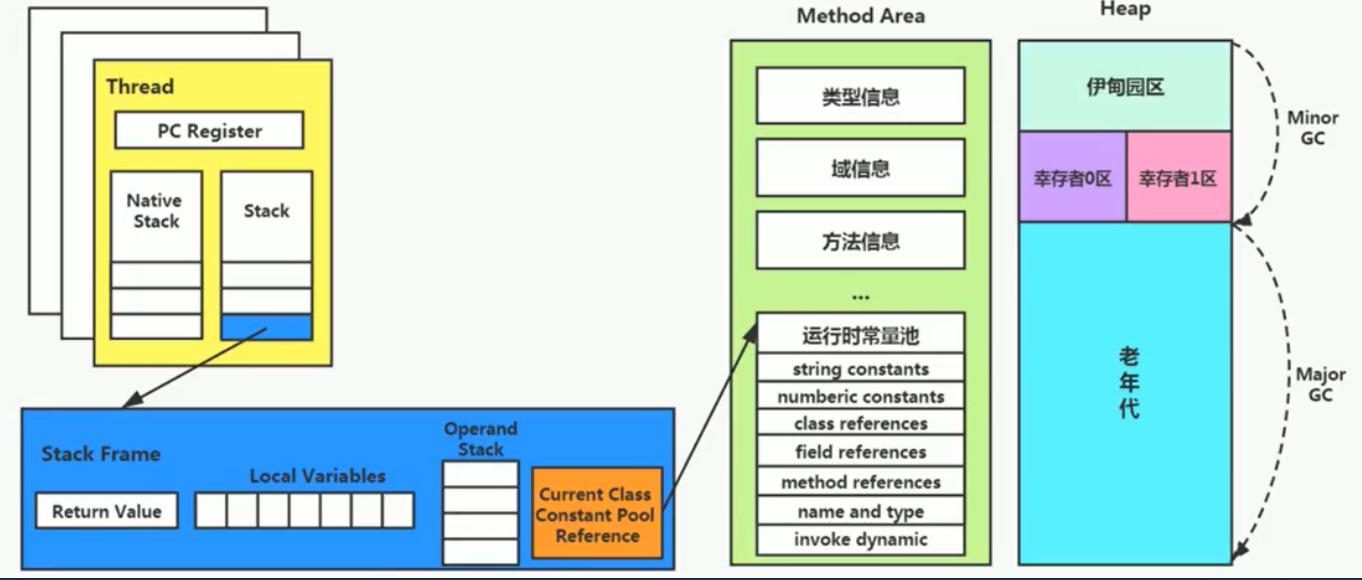 Thread
PC Register
Native
Stack
Stack
Stack Frame
Return Value
Local Variables
Operand
Stack
Current Class
Constant Pool
Reference
Method Area
类型信息
域信息
方法信息
...
运行时常量池
string constants
numberic constants
class references
field references
method references
name and type
invoke dynamic
Heap
伊甸园区
幸存者0区
幸存者1区
老
年
代
Minor
GC
Major
GC